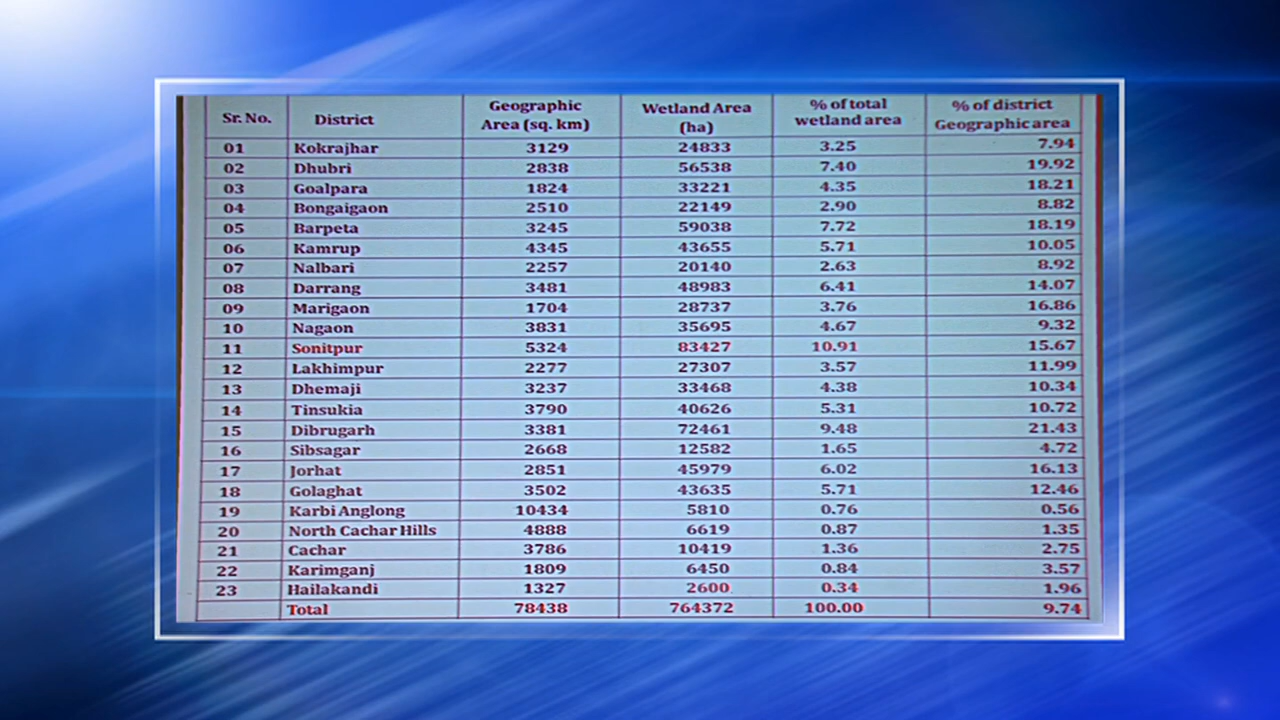 Sr. No. District Geographic Area (sq. km) Wetland Area (ha) % of total wetland area % of district Geographic area
01 Kokrajhar 3129 24833 3.25 7.94
02 Dhubri 2838 56538 7.40 19.92
03 Goalpara 1824 33221 4.35 18.21
04 Bongaigaon 2510 22149 2.90 8.82
05 Barpeta 3245 59038 7.72 18.19
06 Kamrup 4345 43655 5.71 10.05
07 Nalbari 2257 20140 2.63 8.92
08 Darrang 3481 48983 6.41 14.07
09 Marigaon 1704 28737 3.76 16.86
10 Nagaon 3831 35695 4.67 9.32
11 Sonitpur 5324 83427 10.91 15.67
12 Lakhimpur 2277 27307 3.57 11.99
13 Dhemaji 3237 33468 4.38 10.34
14 Tinsukia 3790 40626 5.31 10.72
15 Dibrugarh 3381 72461 9.48 21.43
16 Sibsagar 2668 12582 1.65 4.72
17 Jorhat 2851 45979 6.02 16.13
18 Golaghat 3502 43635 5.71 12.46
19 Karbi Anglong 10434 5810 0.76 0.56
20 North Cachar Hills 4888 6619 0.87 1.35
21 Cachar 3786 10419 1.36 2.75
22 Karimganj 1809 6450 0.84 3.57
23 Hailakandi 1327 2600 0.34 1.96
Total 78438 764372 100.00 9.74